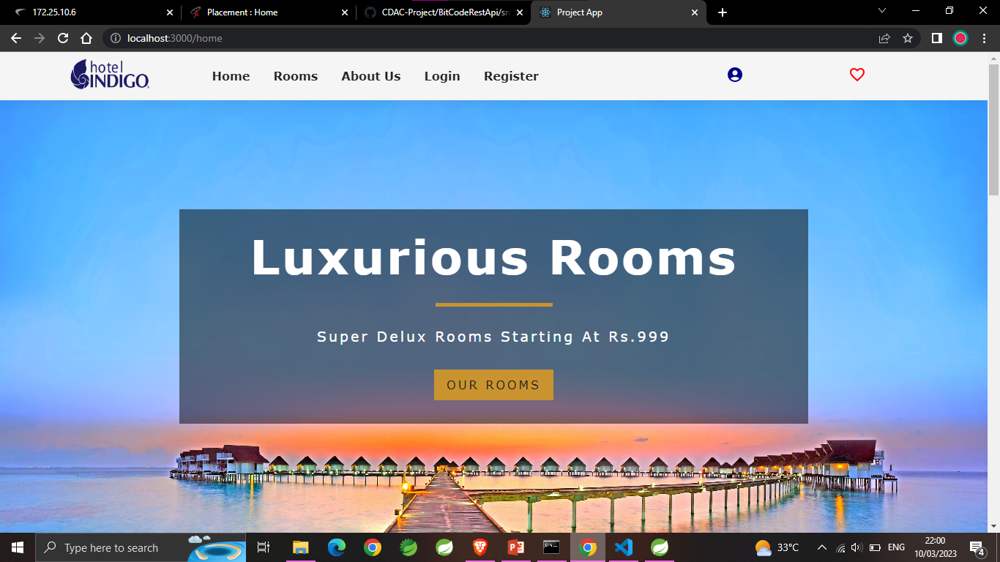 172.25.10.6
Placement : Home
CDAC-Project/BitCodeRestApi/sr
Project App
localhost:3000/home
hotel
INDIGO
Home Rooms About Us Login Register
Luxurious Rooms
Super Delux Rooms Starting At Rs.999
OUR ROOMS
Type here to search
33°C
ENG
22:00
10/03/2023
4